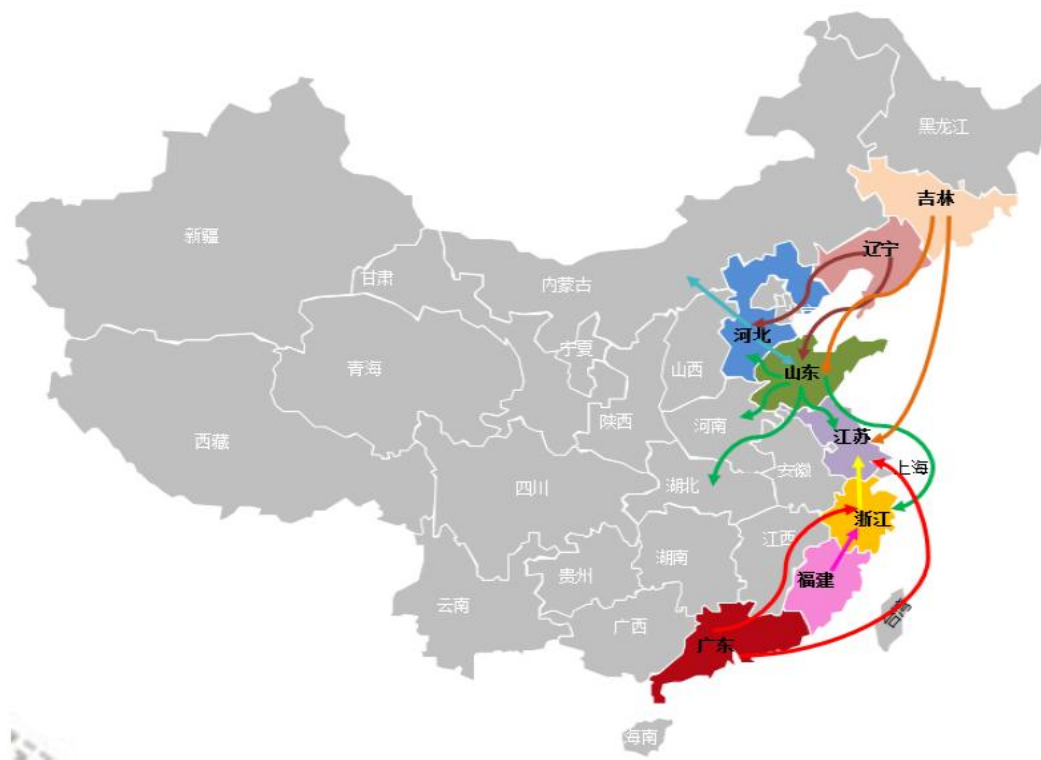 黑龙江
吉林
新疆
辽宁
甘肃
内蒙古
河北
宁夏
青海
山西
山东
陕西
河南
西藏
江苏
上海
安徽
四川
湖北
浙江
江西
湖南
贵州
福建
云南
台湾
广西
广东
海南